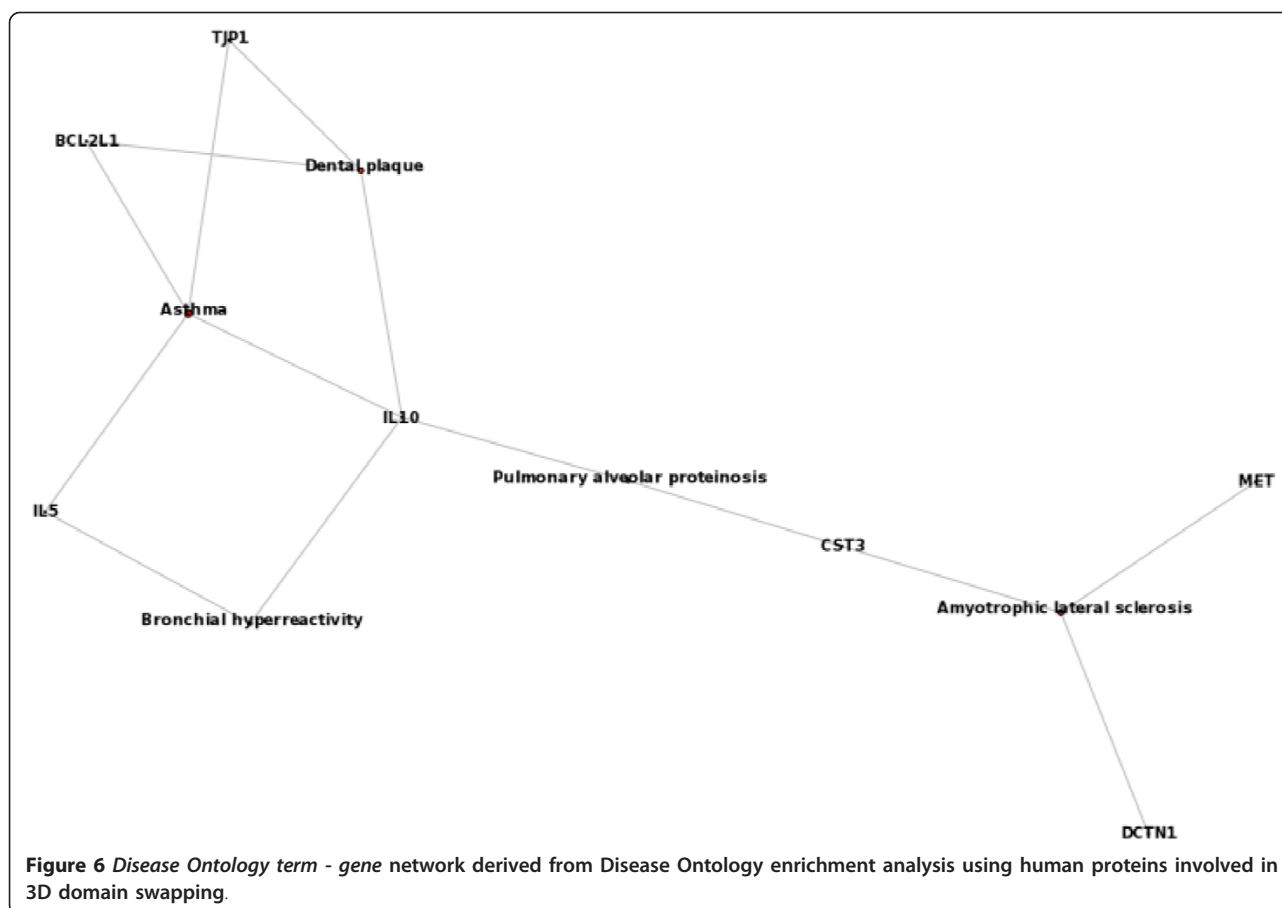 TJP1
BCL2L1
Dental plaque
Asthma
IL10
Pulmonary alveolar proteinosis
MET
IL5
CST3
Amyotrophic lateral sclerosis
Bronchial hyperreactivity
DCTN1
Figure 6 Disease Ontology term - gene network derived from Disease Ontology enrichment analysis using human proteins involved in
3D domain swapping.